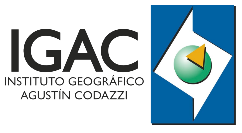 IGAC
INSTITUTO GEOGRÁFICO
AGUSTÍN CODAZZI